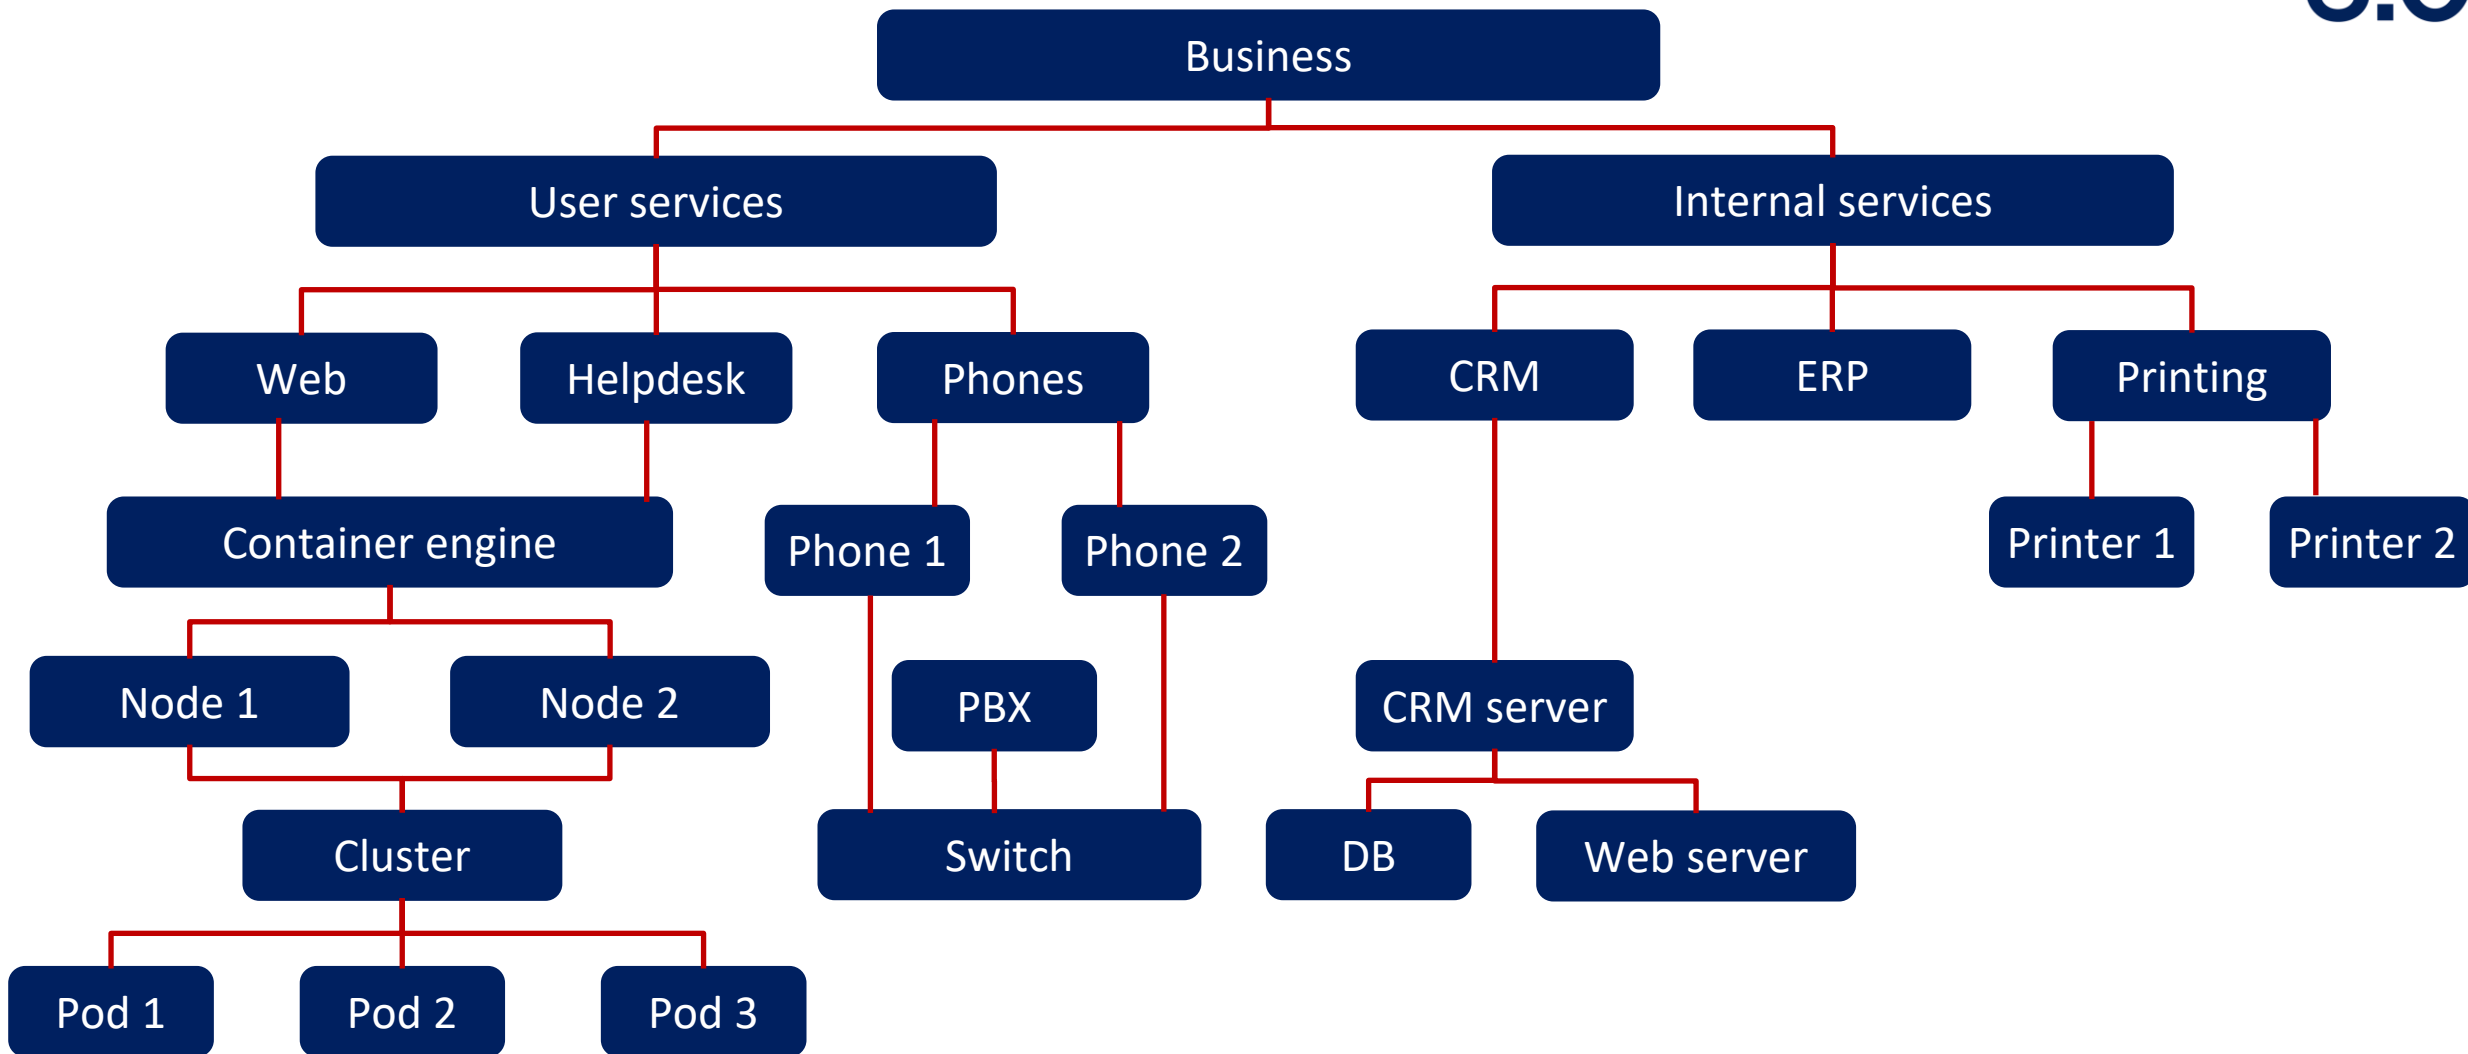 Business
User services
Internal services
Web
Helpdesk
Phones
CRM
ERP
Printing
Container engine
Phone 1
Phone 2
Printer 1
Printer 2
Node 1
Node 2
PBX
CRM server
Cluster
Switch
DB
Web server
Pod 1
Pod 2
Pod 3